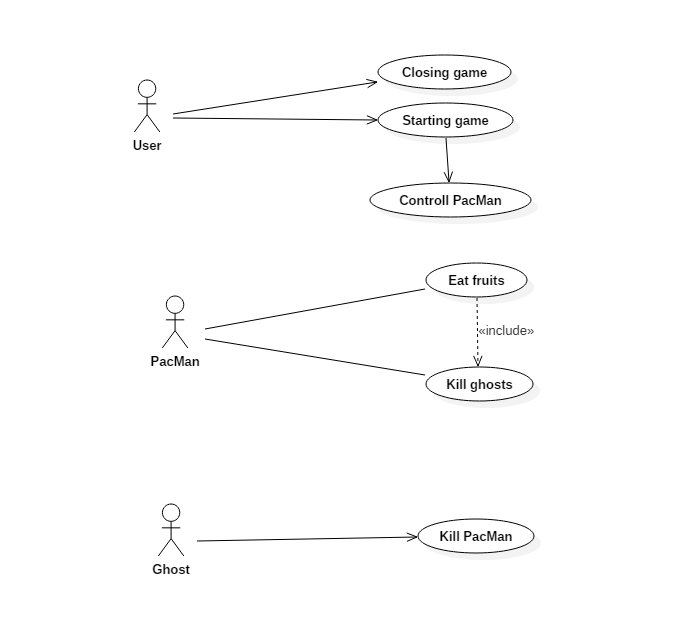 Closing game
Starting game
User
Controll PacMan
Eat fruits
«include»
PacMan
Kill ghosts
Kill PacMan
Ghost